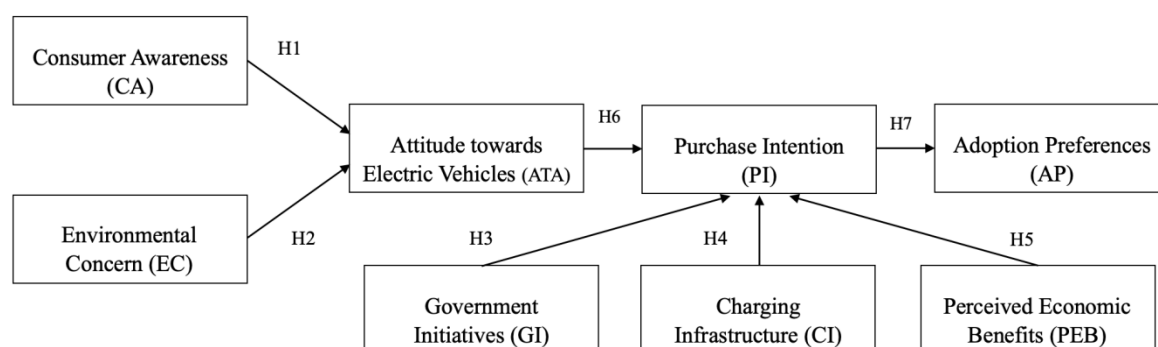 Consumer Awareness
(CA)
H1
Attitude towards
Electric Vehicles (ATA)
H6
Purchase Intention
(PI)
H7
Adoption Preferences
(AP)
Environmental
Concern (EC)
H2
H3
H4
H5
Government
Initiatives (GI)
Charging
Infrastructure (CI)
Perceived Economic
Benefits (PEB)